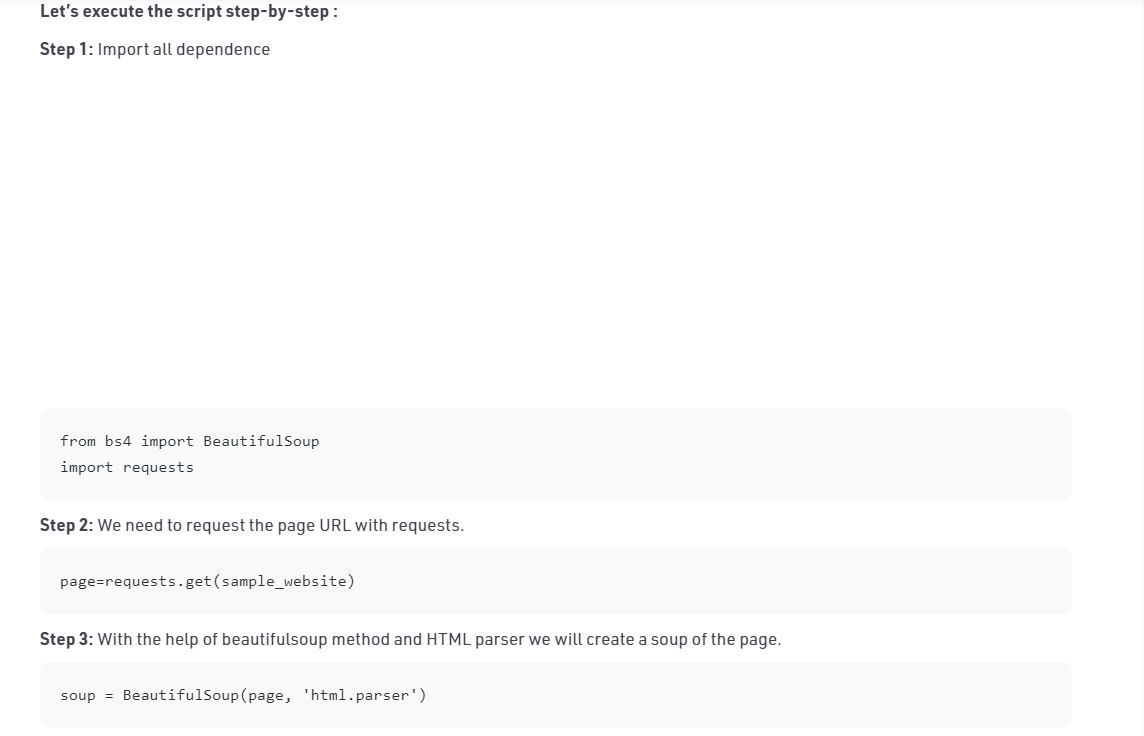 Let’s execute the script step-by-step :
Step 1: Import all dependence
from bs4 import BeautifulSoup
import requests
Step 2: We need to request the page URL with requests.
page=requests.get(sample_website)
Step 3: With the help of beautifulsoup method and HTML parser we will create a soup of the page.
soup = BeautifulSoup(page, 'html.parser')